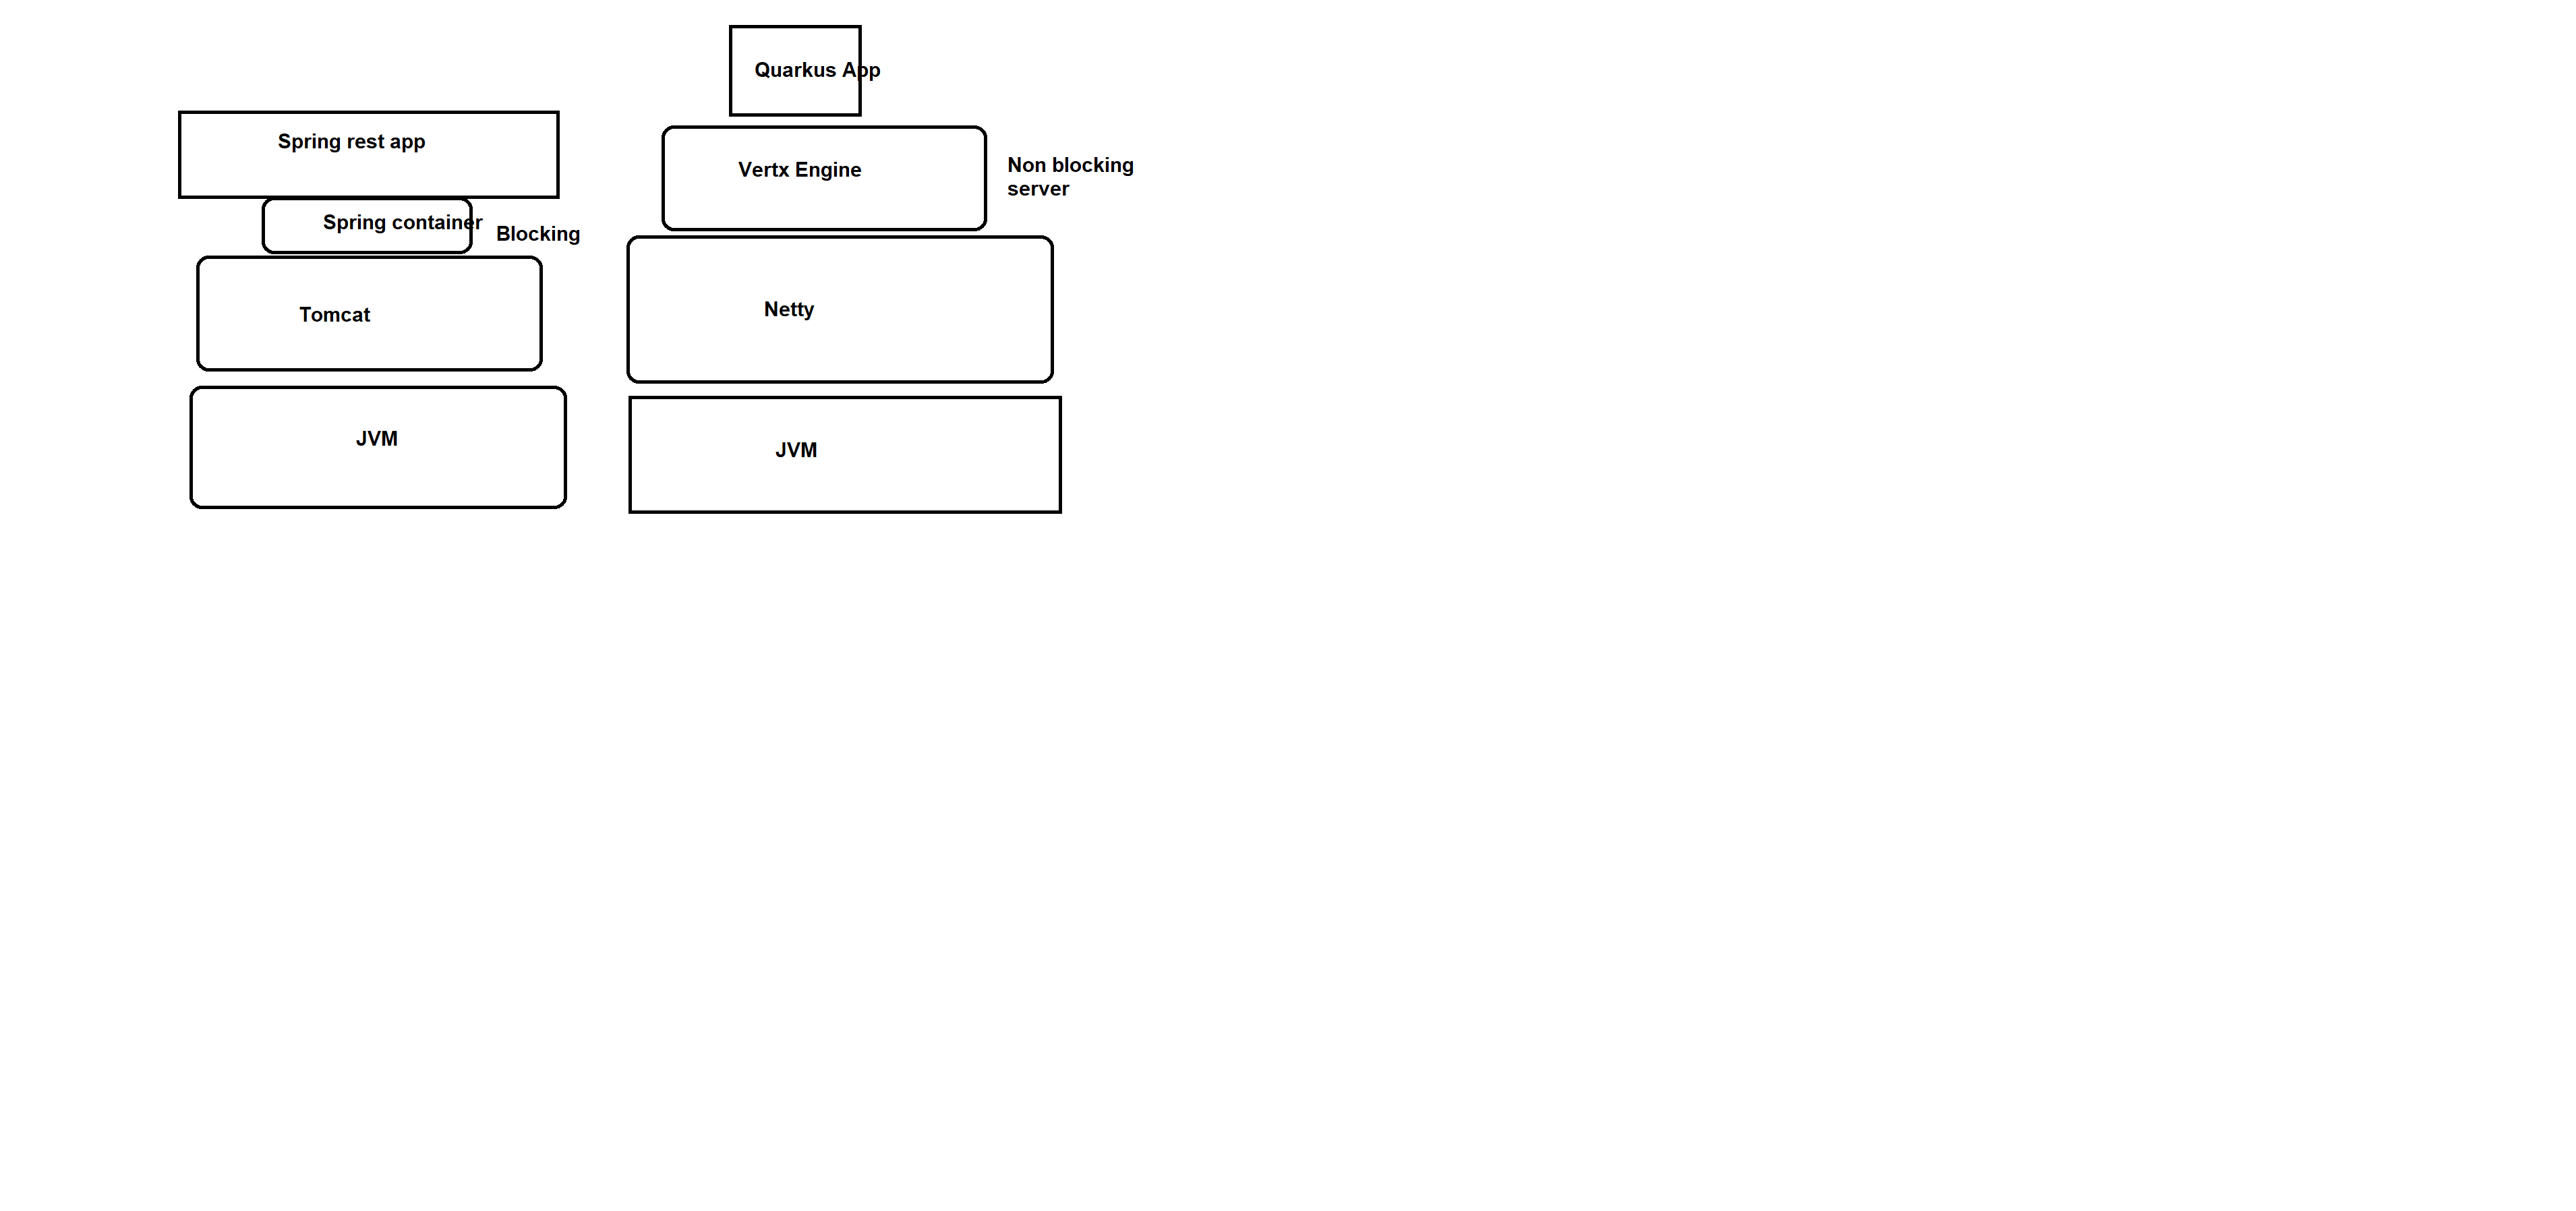 Spring rest app
Spring container
Blocking
Tomcat
JVM
Quarkus App
Vertx Engine
Non blocking
server
Netty
JVM